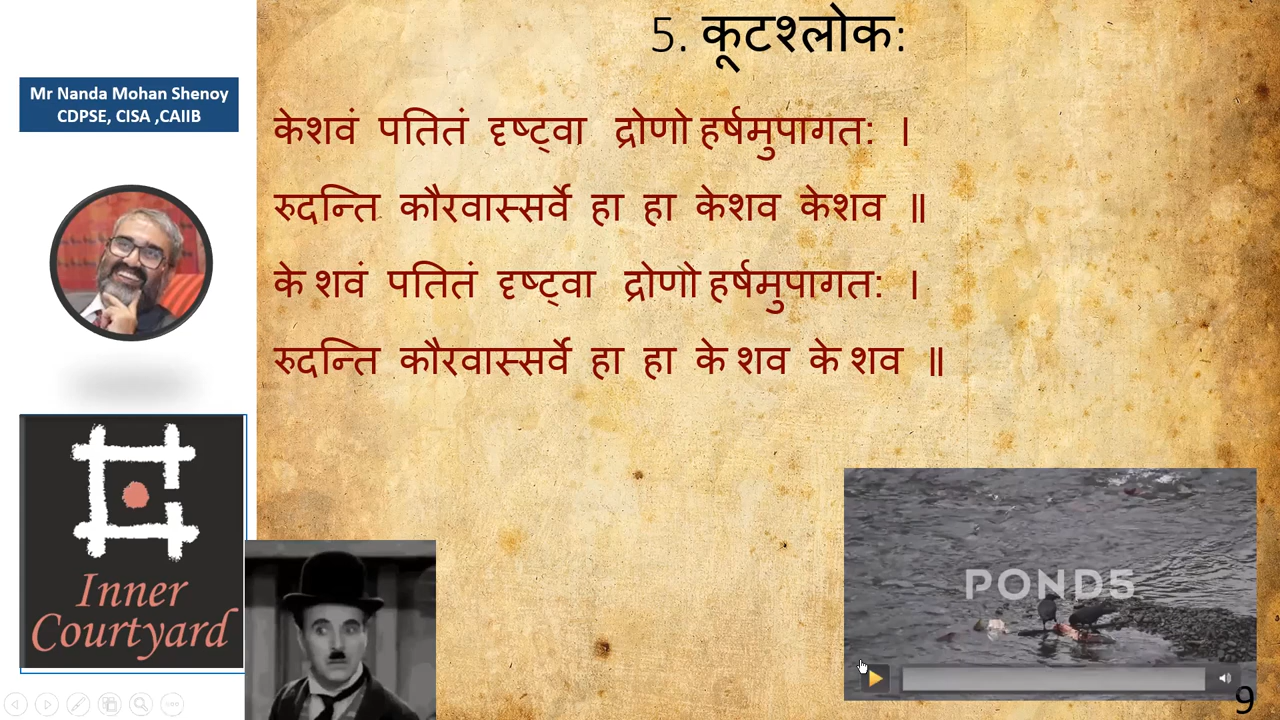 5. कूटश्लोक:
Mr Nanda Mohan Shenoy
CDPSE, CISA ,CAIIB
केशवं पतितं दृष्ट्वा द्रोणो हर्षमुपागत: ।
रुदन्ति कौरवास्सर्वे हा हा केशव केशव ॥
के शवं पतितं दृष्ट्वा द्रोणो हर्षमुपागत: ।
रुदन्ति कौरवास्सर्वे हा हा के शव के शव ॥
Inner
Courtyard
POND5
9